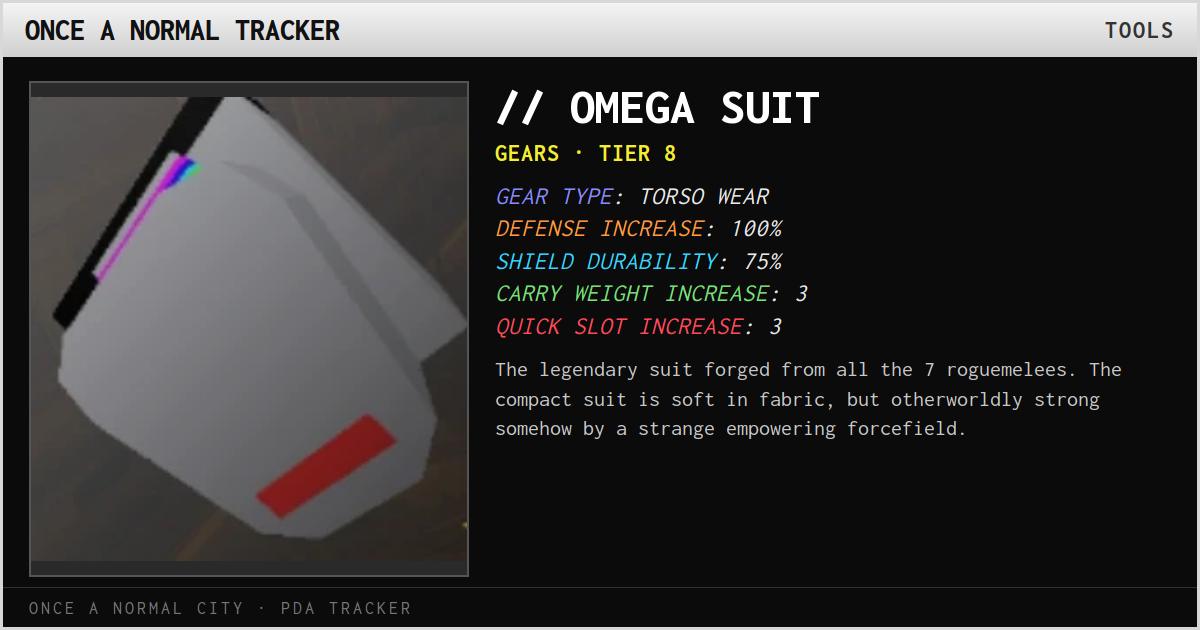 ONCE A NORMAL TRACKER
TOOLS
// OMEGA SUIT
GEARS · TIER 8
GEAR TYPE: TORSO WEAR
DEFENSE INCREASE: 100%
SHIELD DURABILITY: 75%
CARRY WEIGHT INCREASE: 3
QUICK SLOT INCREASE: 3
The legendary suit forged from all the 7 roguemelees. The
compact suit is soft in fabric, but otherworldly strong
somehow by a strange empowering forcefield.
ONCE A NORMAL CITY · PDA TRACKER